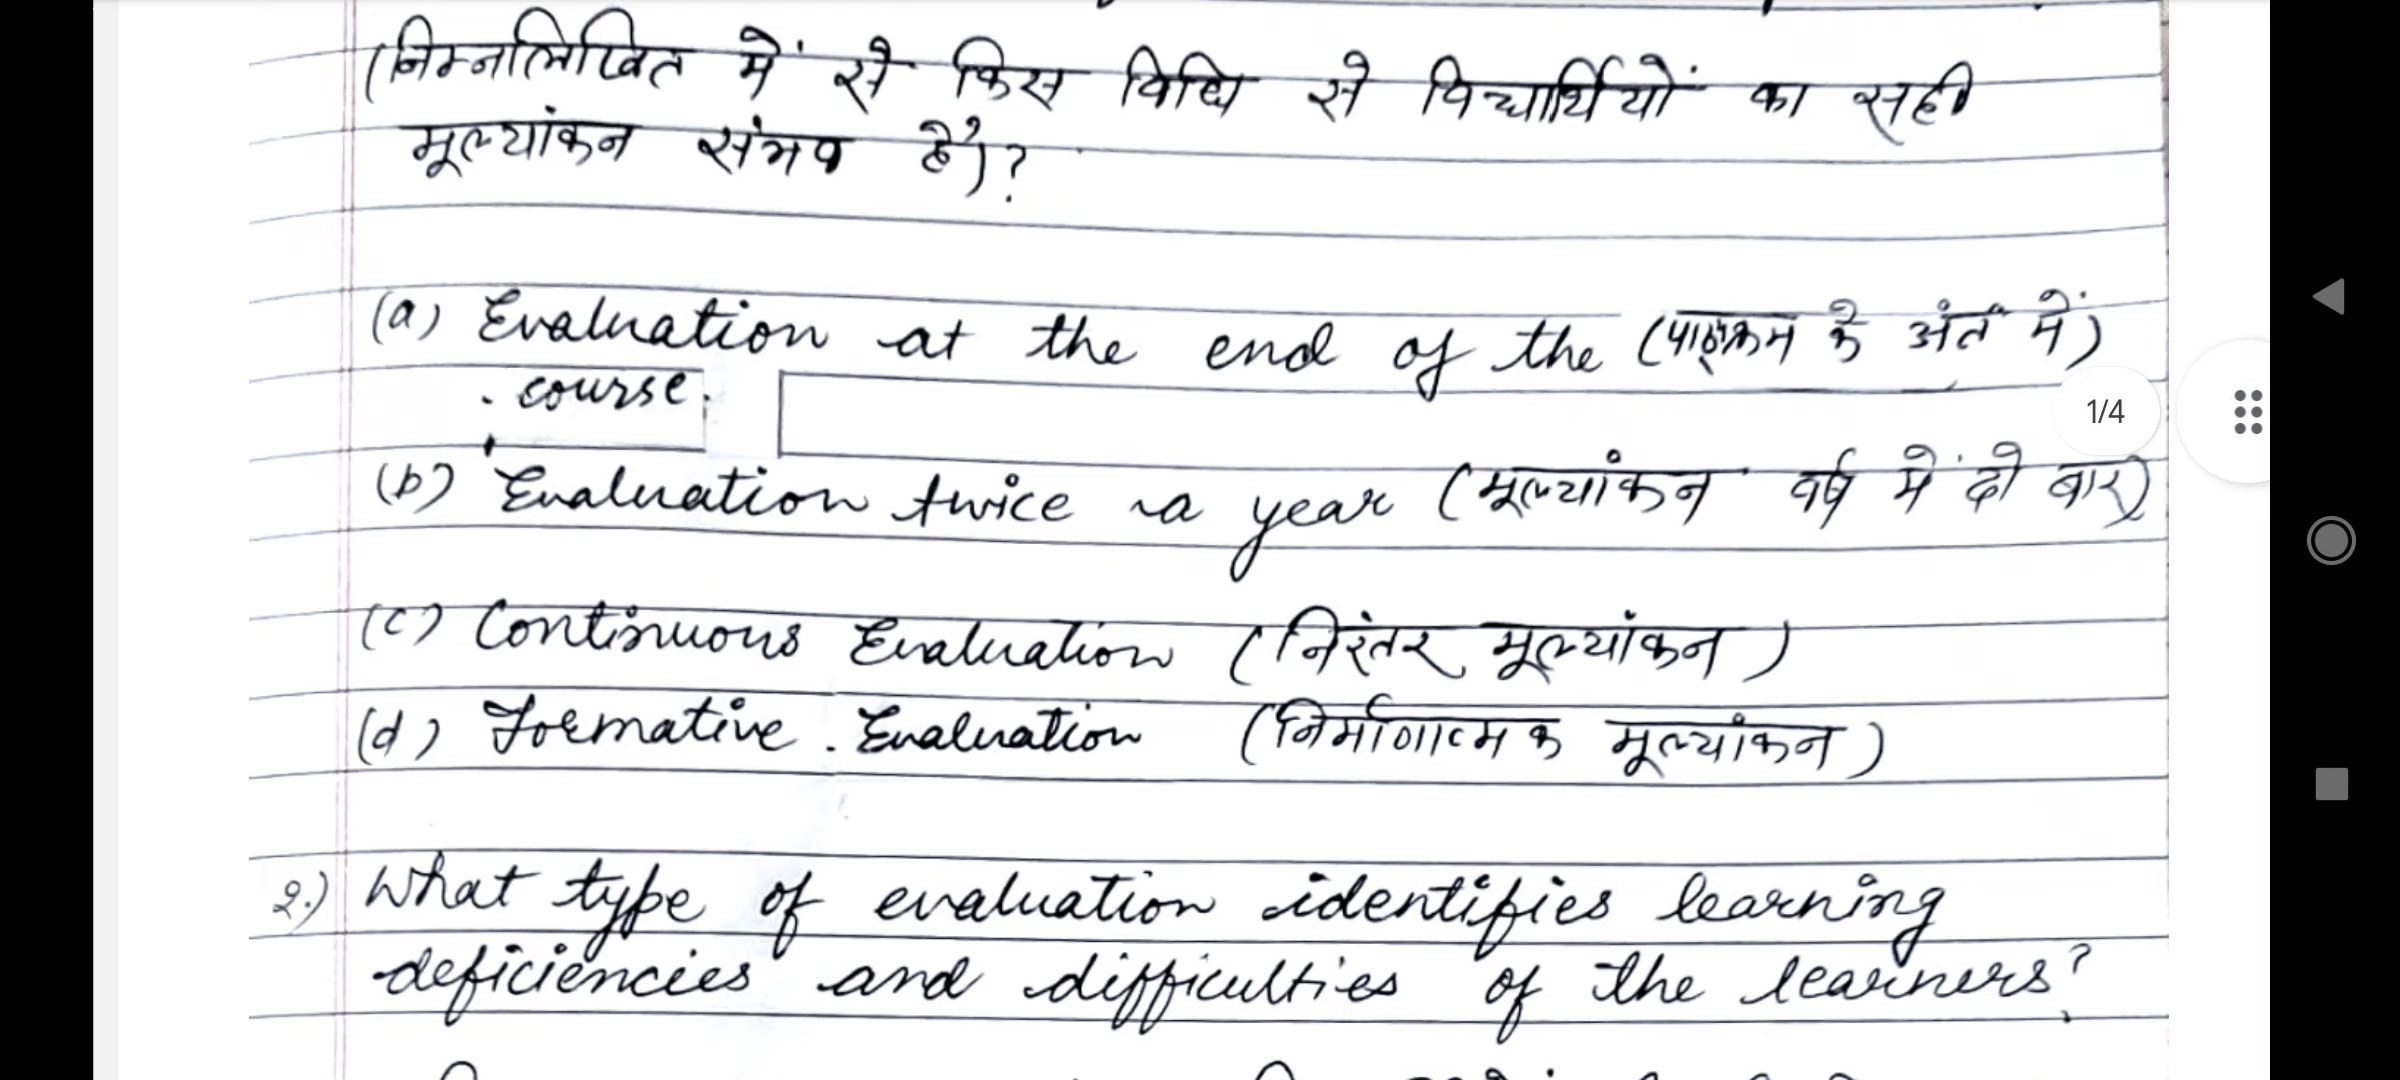 (निम्नलिखित में से किस विधि से विद्यार्थियों का सही
मूल्यांकन संभव है)?
(a) Evaluation at the end of the (पाठ्यक्रम के अंत में)
course.
1/4
(b) Evaluation twice a year (मूल्यांकन वर्ष में दो बार)
(c) Continuous Evaluation (निरंतर मूल्यांकन)
(d) Formative Evaluation (निर्माणात्मक मूल्यांकन)
2.) What type of evaluation identifies learning
deficiencies and difficulties of the learners?